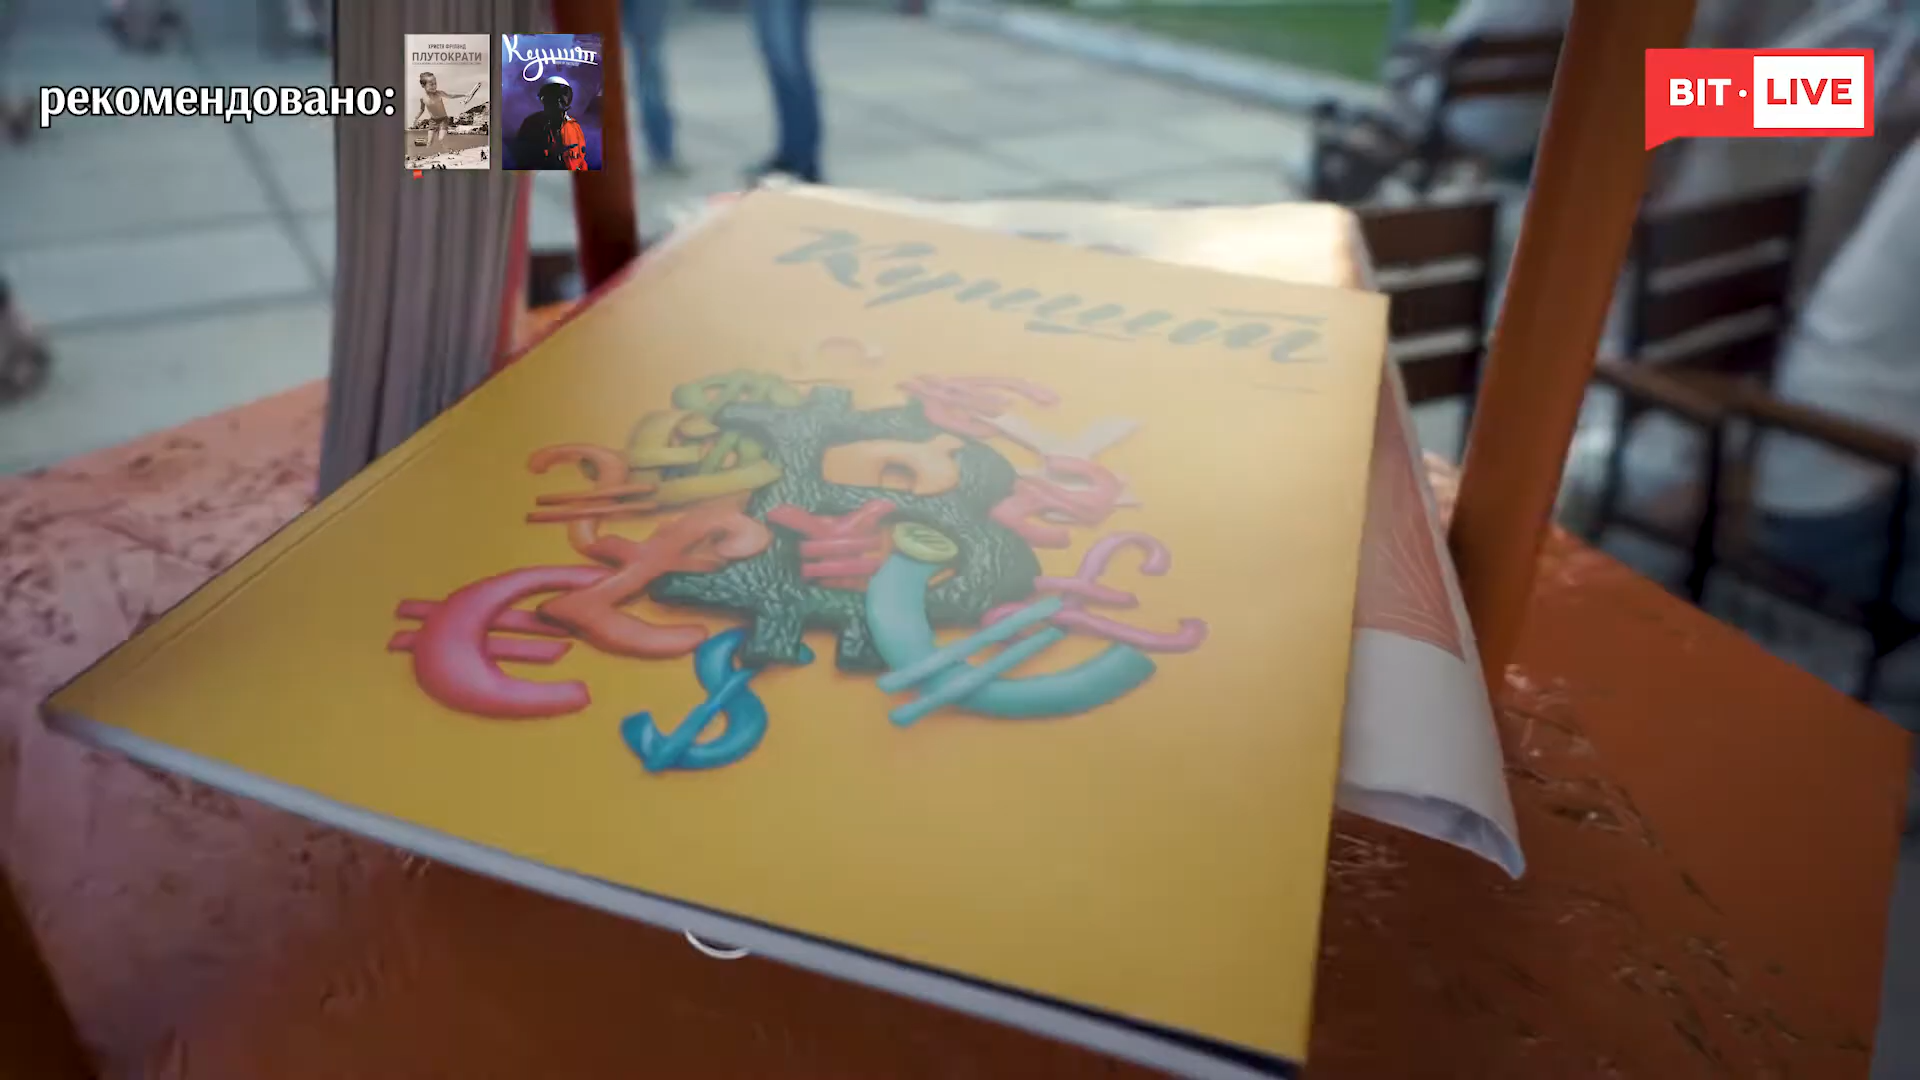 рекомендовано:
ХРИСТЯ ФРІЛАНД
ПЛУТОКРАТИ
Куншт
BIT·LIVE
Куншт